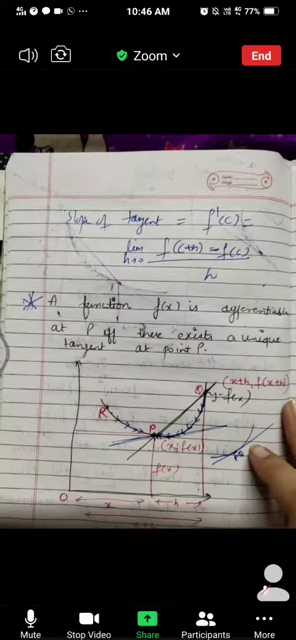 10:46 AM
77%
Zoom
End
Slope of tangent = f'(c) =
lim f(c+h) - f(c)
h→0 h
A function f(x) is differentiable
at P iff there exists a unique
tangent at point P.
Q (x+h, f(x+h))
y=f(x)
R
P
(x, f(x))
f(x)
O
x
h
x+h
Mute
Stop Video
Share
Participants
More